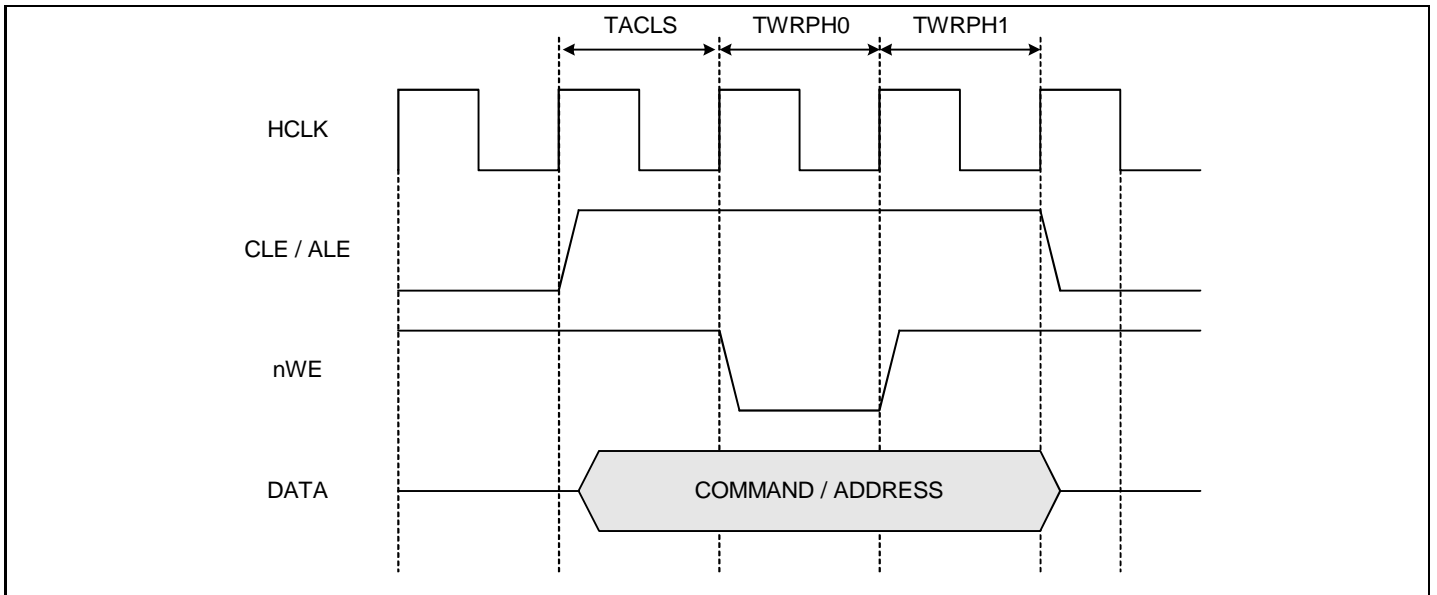 TACLS TWRPH0 TWRPH1
HCLK
CLE / ALE
nWE
DATA
COMMAND / ADDRESS